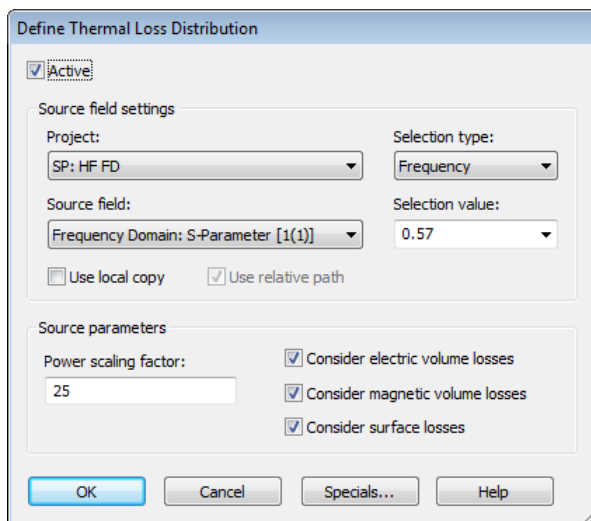 Define Thermal Loss Distribution
Active
Source field settings
Project:
Selection type:
SP: HF FD
Frequency
Source field:
Selection value:
Frequency Domain: S-Parameter [1(1)]
0.57
Use local copy
Use relative path
Source parameters
Power scaling factor:
Consider electric volume losses
25
Consider magnetic volume losses
Consider surface losses
OK
Cancel
Specials...
Help